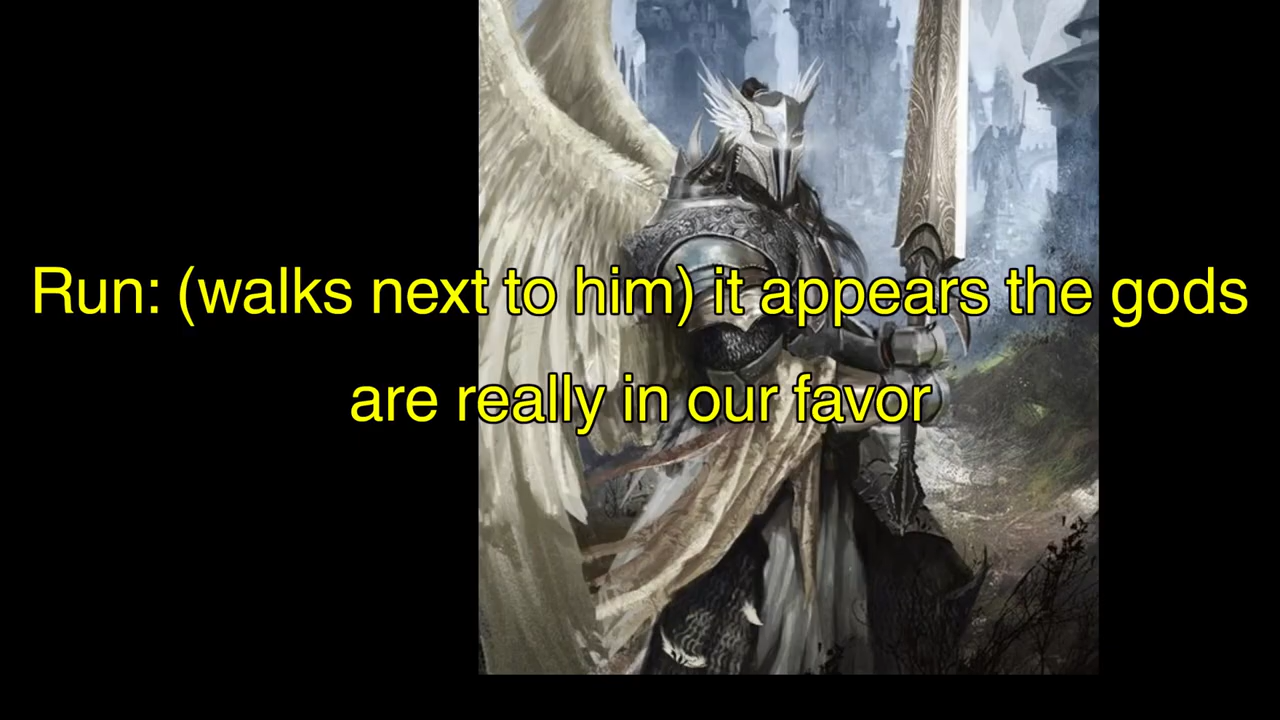 Run: (walks next to him) it appears the gods
are really in our favor